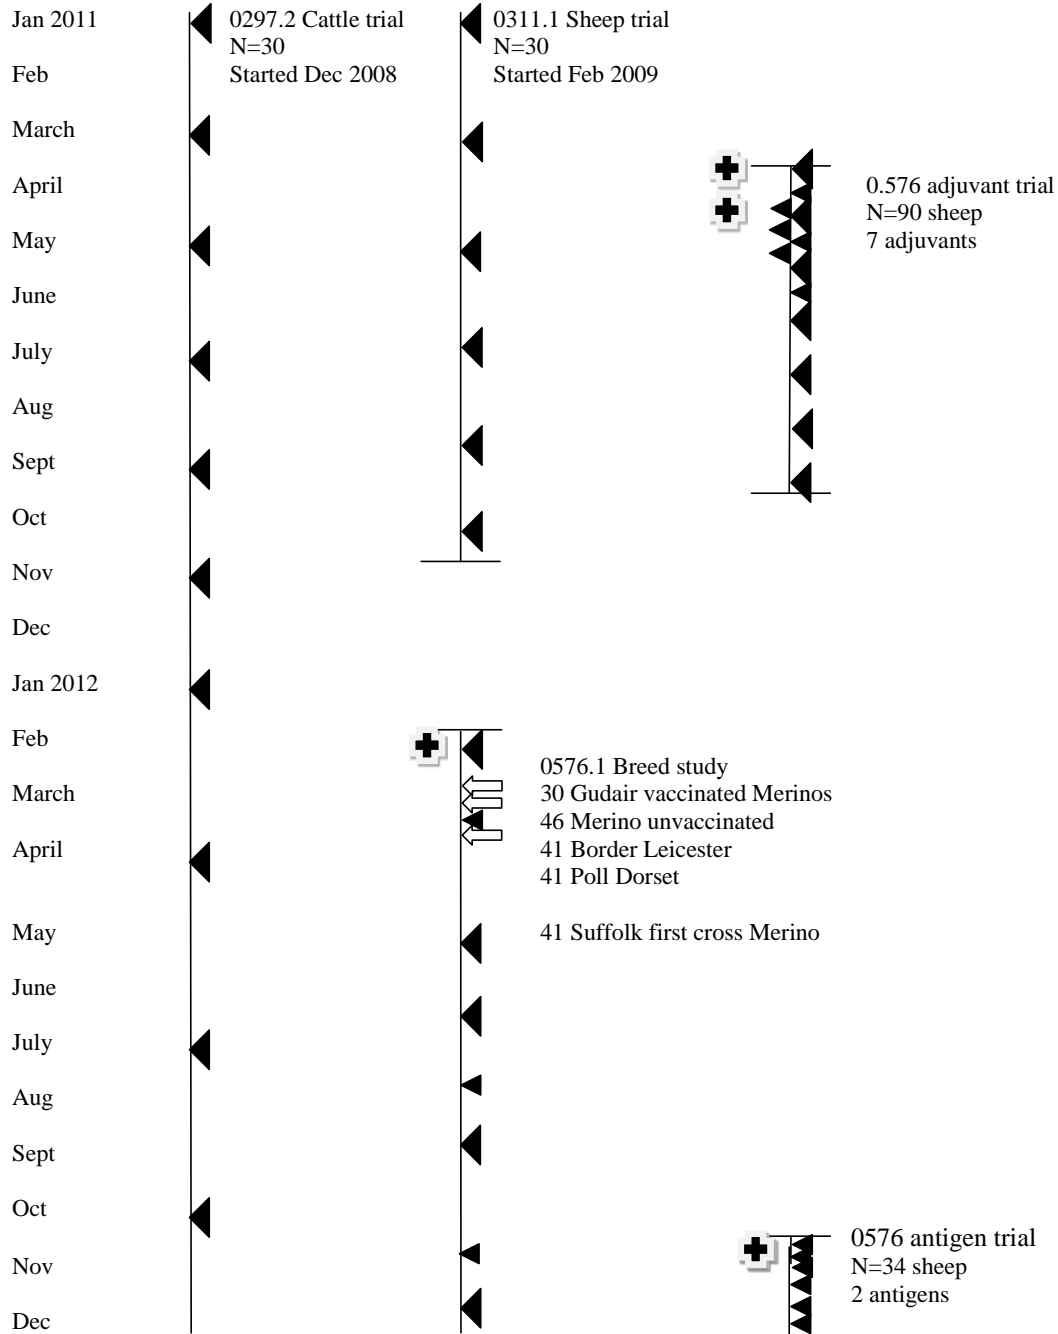 Jan 2011
Feb
March
April
May
June
July
Aug
Sept
Oct
Nov
Dec
Jan 2012
Feb
March
April
May
June
July
Aug
Sept
Oct
Nov
Dec
0297.2 Cattle trial
N=30
Started Dec 2008
0311.1 Sheep trial
N=30
Started Feb 2009
0.576 adjuvant trial
N=90 sheep
7 adjuvants
0576.1 Breed study
30 Gudair vaccinated Merinos
46 Merino unvaccinated
41 Border Leicester
41 Poll Dorset
41 Suffolk first cross Merino
0576 antigen trial
N=34 sheep
2 antigens